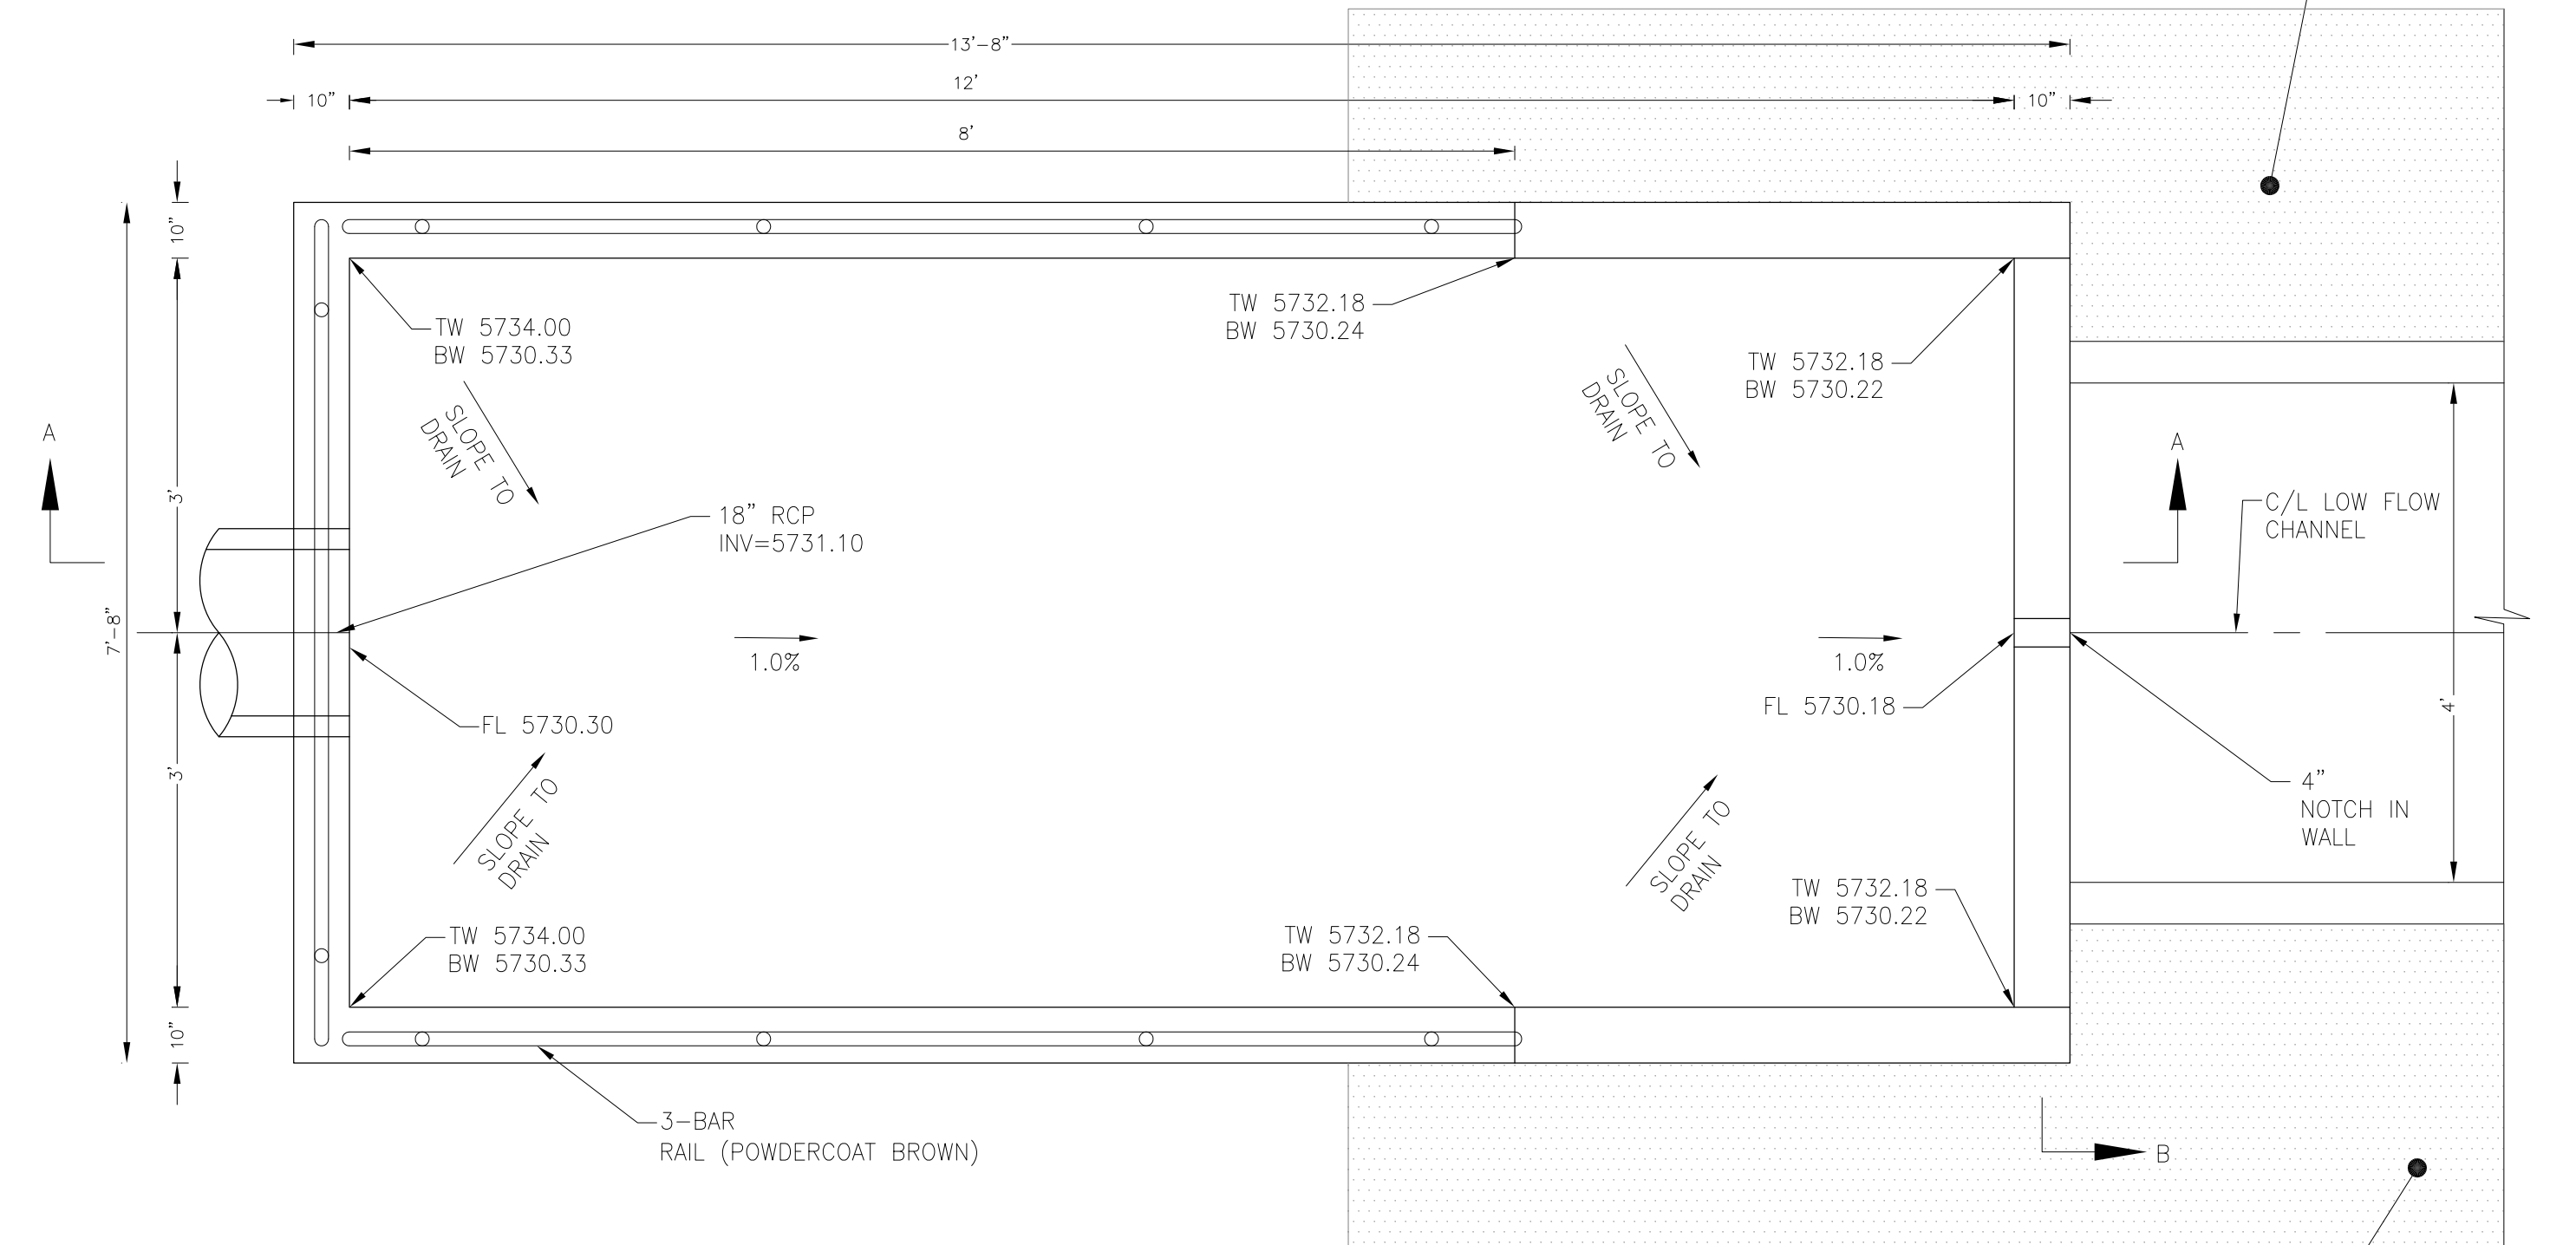 13'-8"
12'
10"
10"
8'
10"
TW 5734.00
BW 5730.33
TW 5732.18
BW 5730.24
TW 5732.18
BW 5730.22
SLOPE TO
DRAIN
SLOPE TO
DRAIN
A
A
3'
18" RCP
INV=5731.10
C/L LOW FLOW
CHANNEL
7'-8"
1.0%
1.0%
FL 5730.30
FL 5730.18
4'
3'
4"
NOTCH IN
WALL
SLOPE TO
DRAIN
SLOPE TO
DRAIN
TW 5734.00
BW 5730.33
TW 5732.18
BW 5730.24
TW 5732.18
BW 5730.22
10"
3-BAR
RAIL (POWDERCOAT BROWN)
B